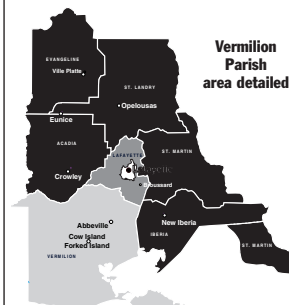 Vermilion
Parish
area detailed
EVANGELINE
Ville Platte
ST. LANDRY
Opelousas
Eunice
ACADIA
LAFAYETTE
ST. MARTIN
Lafayette
Crowley
Broussard
Abbeville
New Iberia
Cow Island
IBERIA
Forked Island
ST. MARTIN
VERMILION